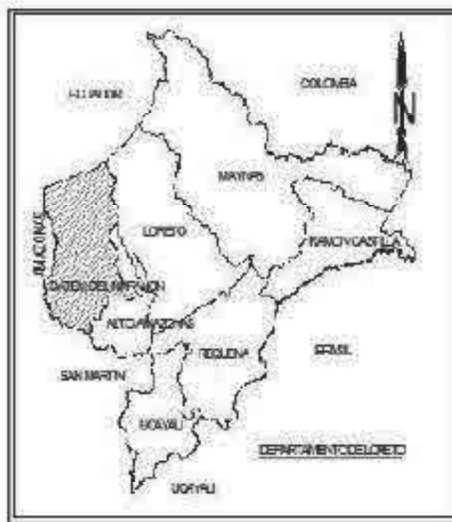 ECUADOR
COLOMBIA
N
MAYNAS
LORETO
RAMON CASTILLA
AMAZONAS
DATEM DEL MARAÑON
ALTO AMAZONAS
REQUENA
BRASIL
SAN MARTIN
UCAYALI
DEPARTAMENTO DE LORETO
UCAYALI